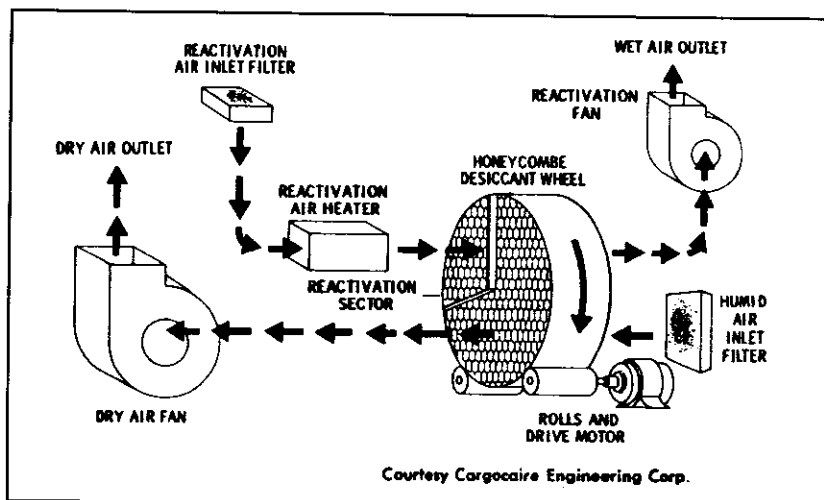 REACTIVATION
AIR INLET FILTER
WET AIR OUTLET
REACTIVATION
FAN
DRY AIR OUTLET
HONEYCOMBE
DESICCANT WHEEL
REACTIVATION
AIR HEATER
REACTIVATION
SECTOR
HUMID
AIR
INLET
FILTER
DRY AIR FAN
ROLLS AND
DRIVE MOTOR
Courtesy Cargocaire Engineering Corp.